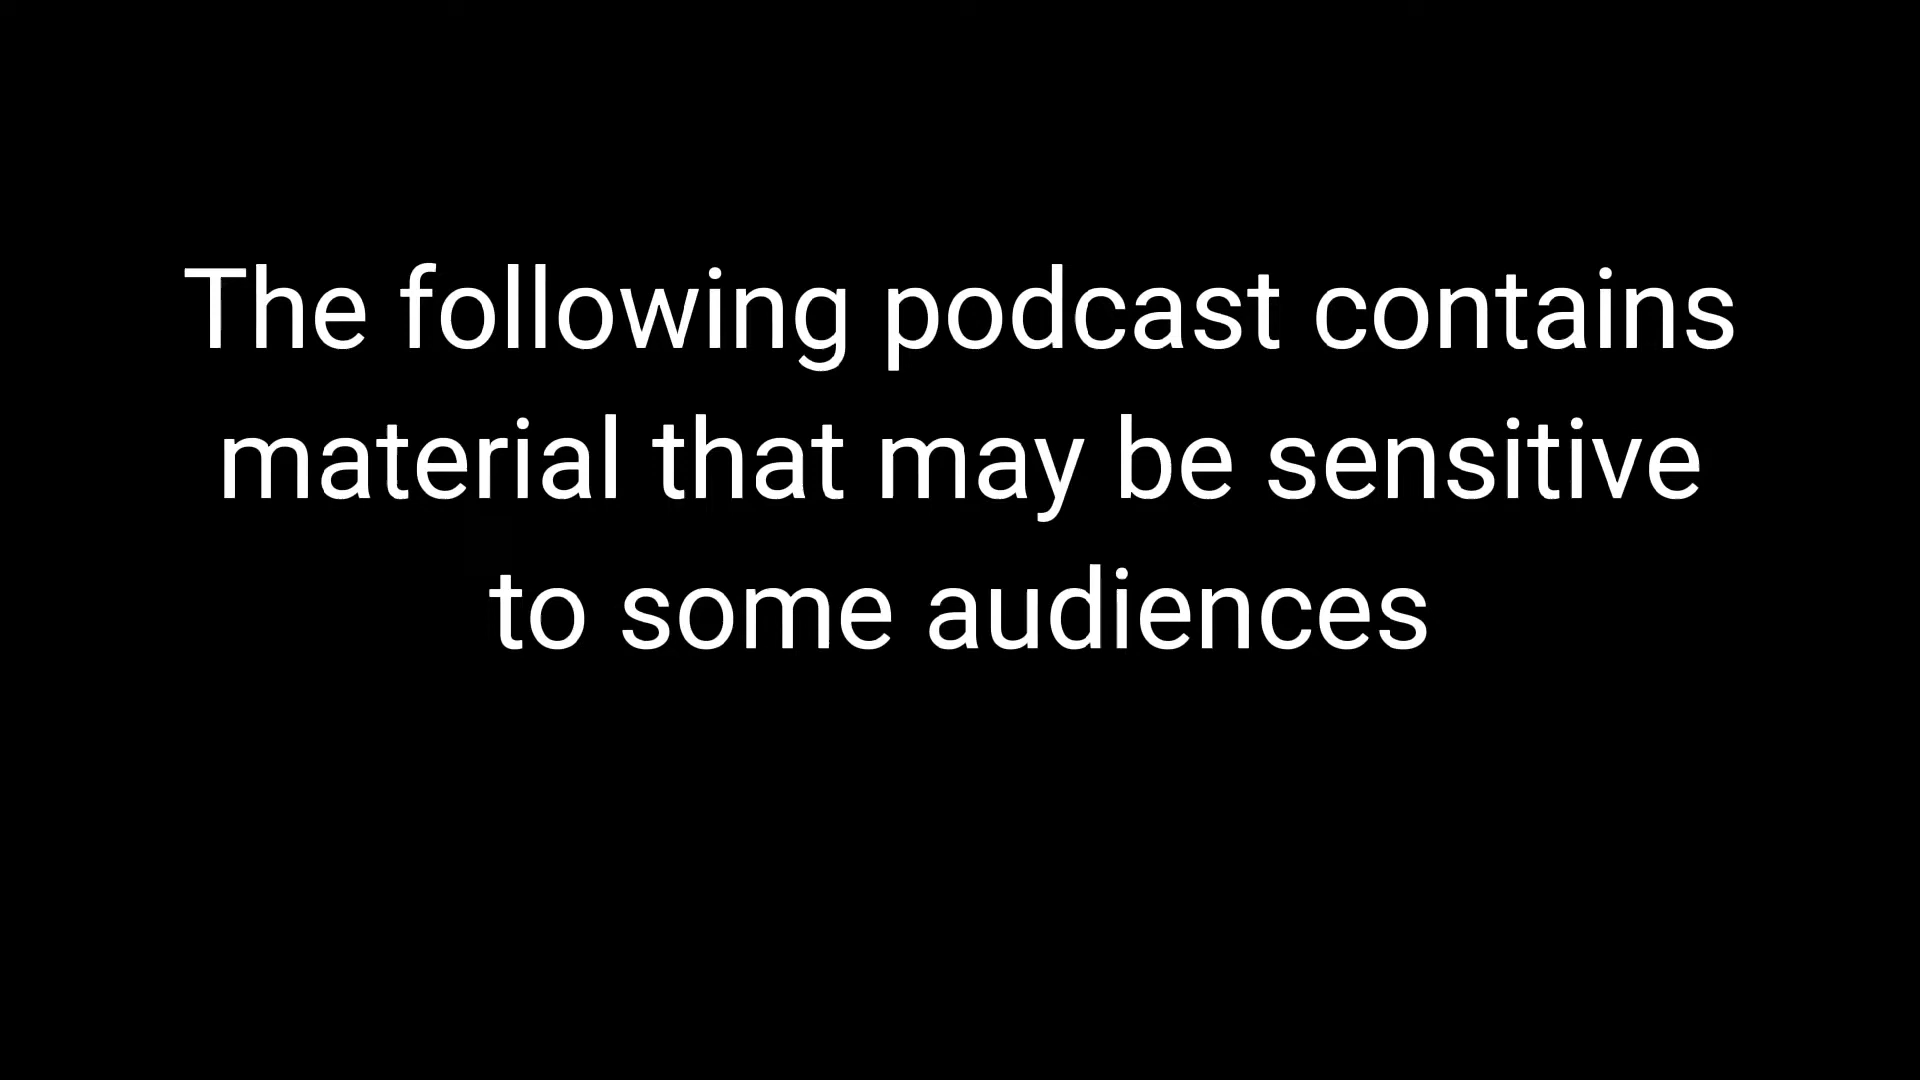 The following podcast contains
material that may be sensitive
to some audiences